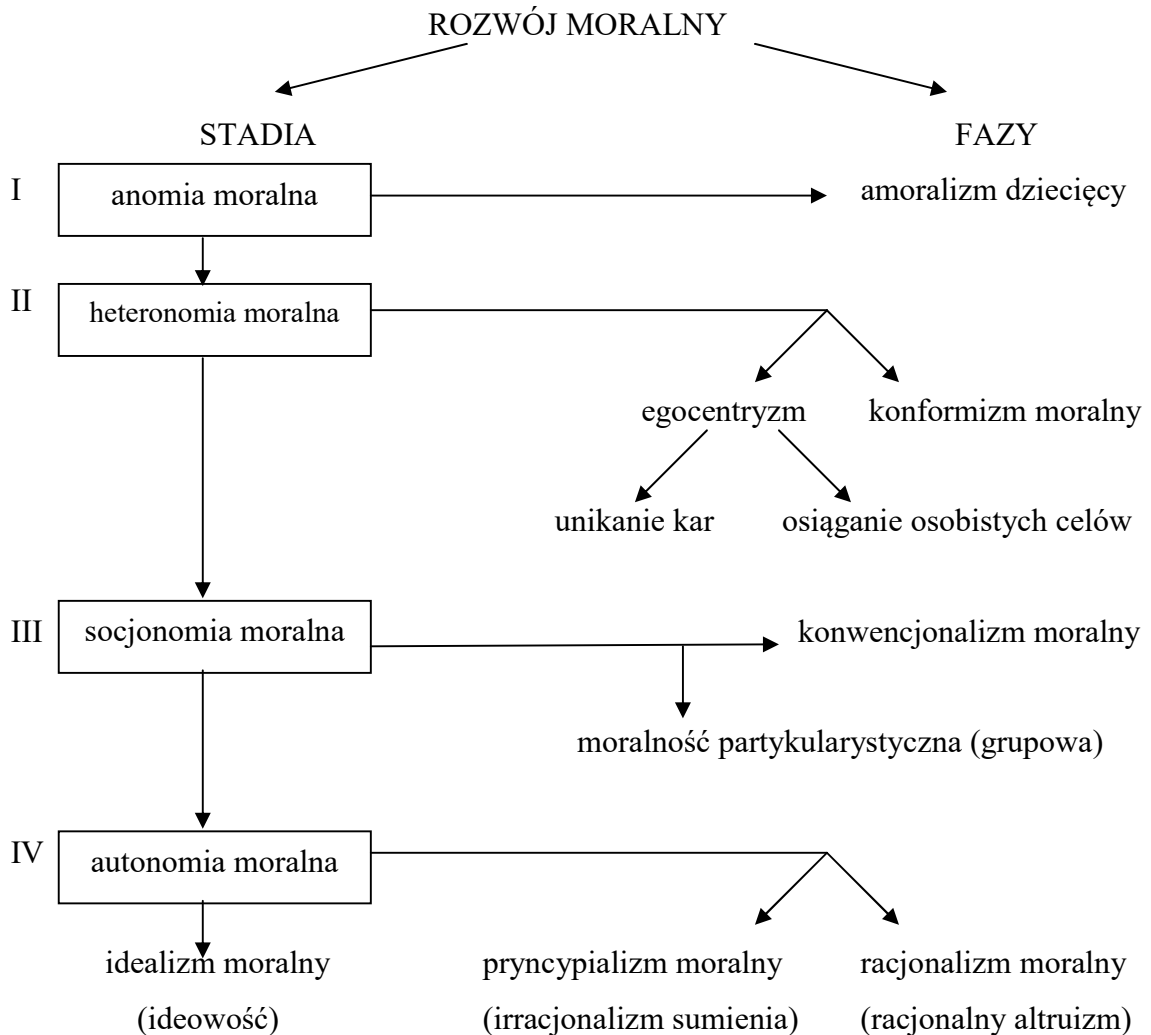 ROZWÓJ MORALNY
STADIA FAZY
I anomia moralna amoralizm dziecięcy
II heteronomia moralna
egocentryzm konformizm moralny
unikanie kar osiąganie osobistych celów
III socjonomia moralna konwencjonalizm moralny
moralność partykularystyczna (grupowa)
IV autonomia moralna
idealizm moralny pryncypializm moralny racjonalizm moralny
(ideowość) (irracjonalizm sumienia) (racjonalny altruizm)